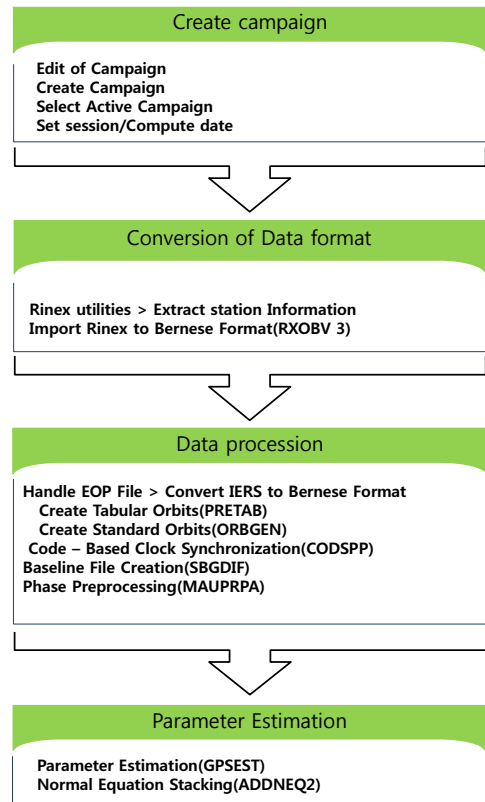 Create campaign
Edit of Campaign
Create Campaign
Select Active Campaign
Set session/Compute date
Conversion of Data format
Rinex utilities > Extract station Information
Import Rinex to Bernese Format(RXOBV 3)
Data procession
Handle EOP File > Convert IERS to Bernese Format
Create Tabular Orbits(PRETAB)
Create Standard Orbits(ORBGEN)
Code – Based Clock Synchronization(CODSPP)
Baseline File Creation(SBGDIF)
Phase Preprocessing(MAUPRPA)
Parameter Estimation
Parameter Estimation(GPSEST)
Normal Equation Stacking(ADDNEQ2)